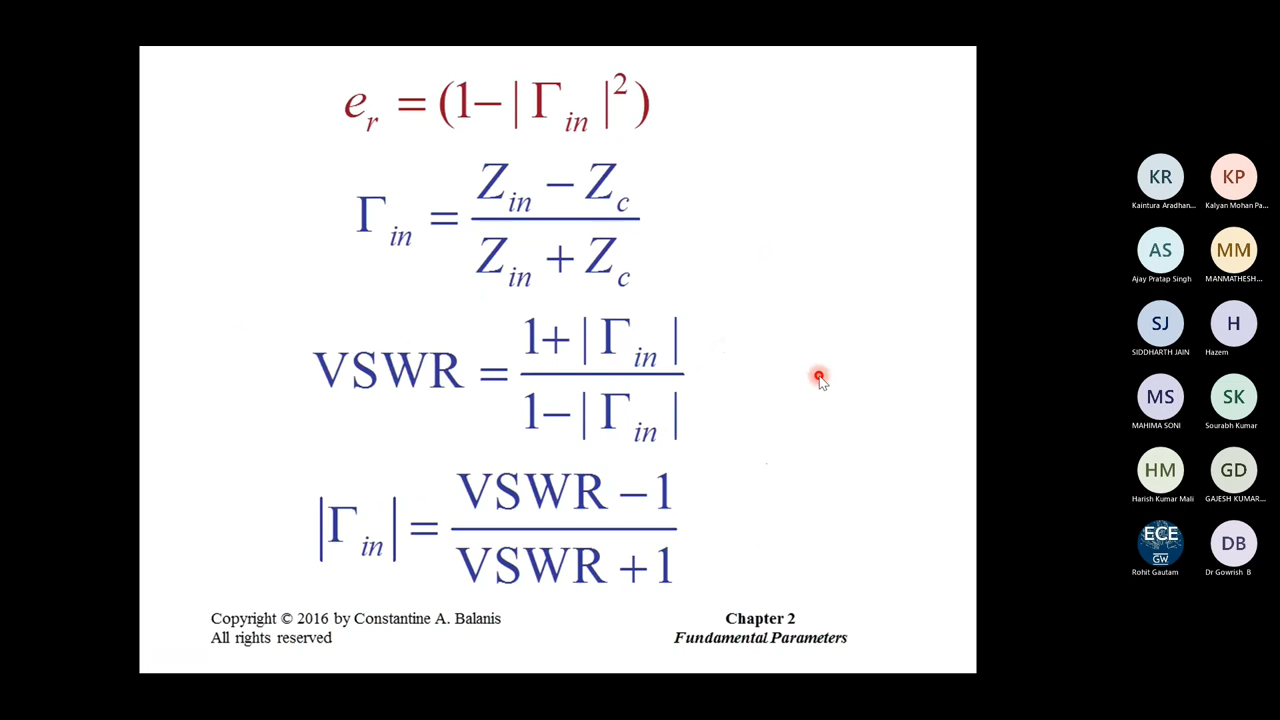 e_r = (1− | Γ_in |²)
Γ_in = (Z_in − Z_c) / (Z_in + Z_c)
VSWR = (1+ | Γ_in |) / (1− | Γ_in |)
|Γ_in| = (VSWR − 1) / (VSWR + 1)
Copyright © 2016 by Constantine A. Balanis
All rights reserved
Chapter 2
Fundamental Parameters
KR
KP
Kaintura Aradhan...
Kalyan Mohan Pa...
AS
MM
Ajay Pratap Singh
MANMATHESH...
SJ
H
SIDDHARTH JAIN
Hazem
MS
SK
MAHIMA SONI
Sourabh Kumar
HM
GD
Harish Kumar Mali
GAJESH KUMAR...
ECE
GW
DB
Rohit Gautam
Dr Gowrish B